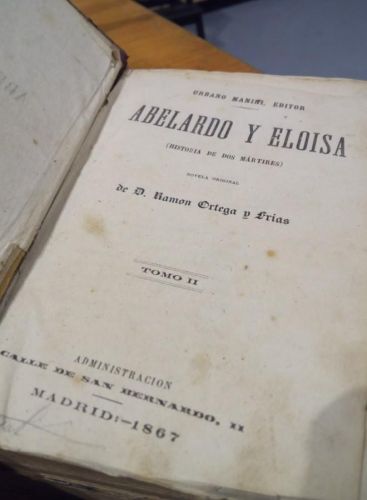 URBANO MANINI, EDITOR
ABELARDO Y ELOISA
(HISTORIA DE DOS MÁRTIRES)
NOVELA ORIGINAL
de D. Ramon Ortega y Frias
TOMO II
ADMINISTRACION
CALLE DE SAN BERNARDO, 11
MADRID:-1867